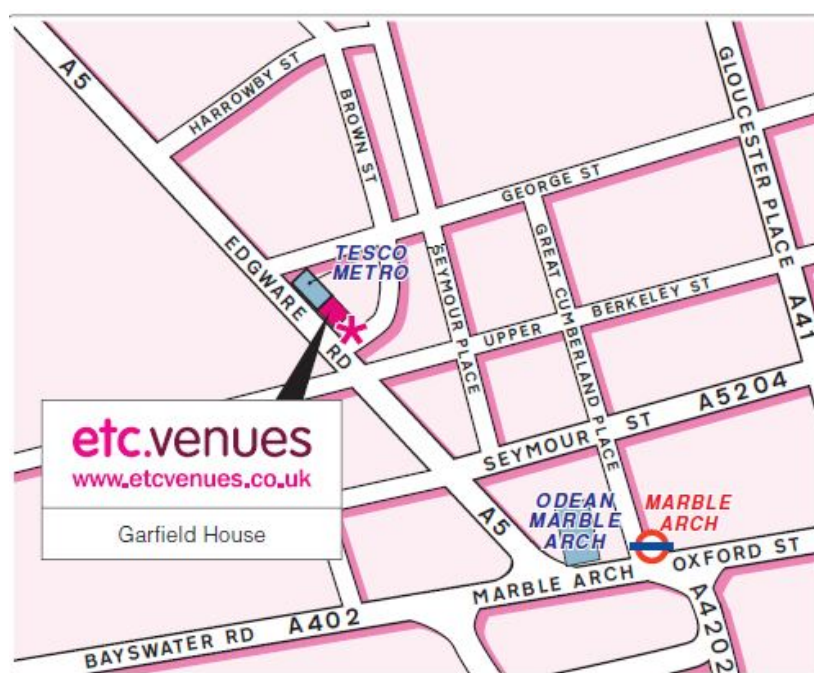 A5
HARROWBY ST
BROWN ST
GLOUCESTER PLACE
GEORGE ST
TESCO
METRO
EDGWARE RD
SEYMOUR PLACE
GREAT CUMBERLAND PLACE
UPPER BERKELEY ST
A41
etc.venues
www.etcvenues.co.uk
Garfield House
SEYMOUR ST A5204
A5
ODEAN
MARBLE
ARCH
MARBLE
ARCH
MARBLE ARCH
OXFORD ST
A4202
BAYSWATER RD A402